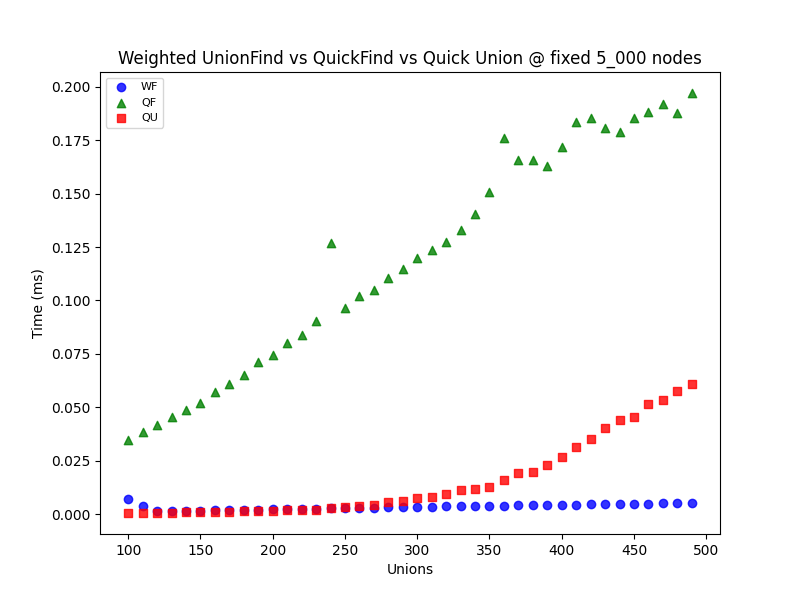 Weighted UnionFind vs QuickFind vs Quick Union @ fixed 5_000 nodes
WF
QF
QU
0.200
0.175
0.150
0.125
0.100
0.075
0.050
0.025
0.000
Time (ms)
100 150 200 250 300 350 400 450 500
Unions